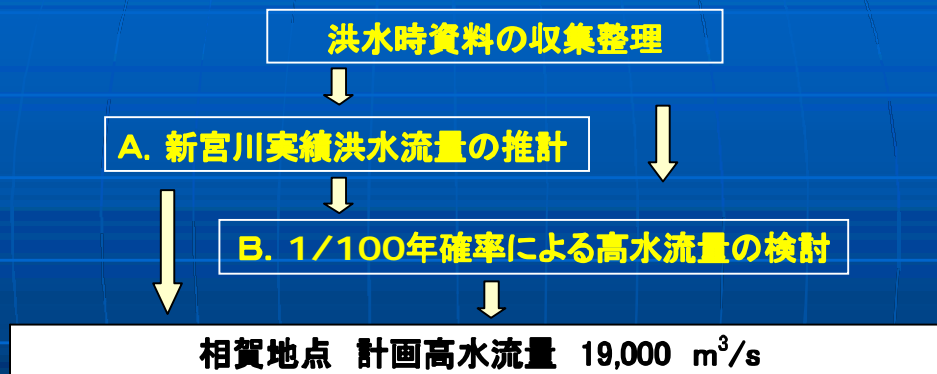 洪水時資料の収集整理
A. 新宮川実績洪水流量の推計
B. 1/100年確率による高水流量の検討
相賀地点 計画高水流量 19,000 m³/s